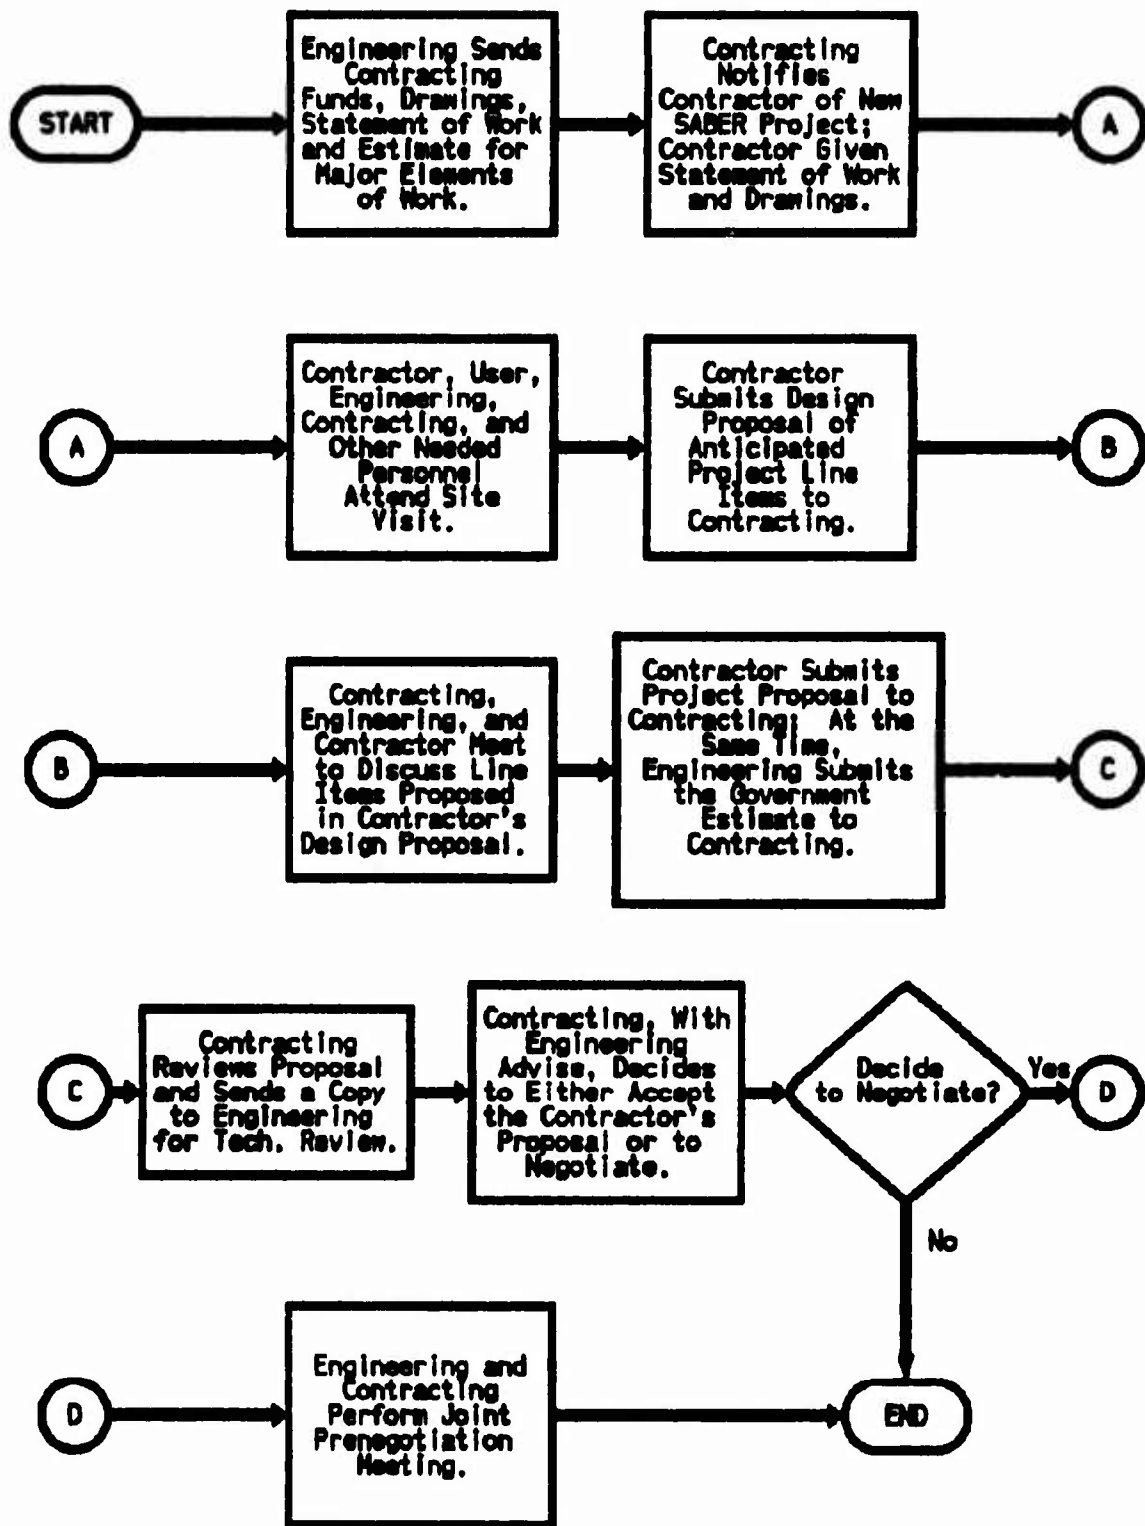 START
Engineering Sends
Contracting
Funds, Drawings,
Statement of Work
and Estimate for
Major Elements
of Work.
Contracting
Notifies
Contractor of New
SABER Project;
Contractor Given
Statement of Work
and Drawings.
A
A
Contractor, User,
Engineering,
Contracting, and
Other Needed
Personnel
Attend Site
Visit.
Contractor
Submits Design
Proposal of
Anticipated
Project Line
Items to
Contracting.
B
B
Contracting,
Engineering, and
Contractor Meet
to Discuss Line
Items Proposed
in Contractor's
Design Proposal.
Contractor Submits
Project Proposal to
Contracting; At the
Same Time,
Engineering Submits
the Government
Estimate to
Contracting.
C
C
Contracting
Reviews Proposal
and Sends a Copy
to Engineering
for Tech. Review.
Contracting, With
Engineering
Advise, Decides
to Either Accept
the Contractor's
Proposal or to
Negotiate.
Decide
to Negotiate?
Yes
D
No
D
Engineering and
Contracting
Perform Joint
Prenegotiation
Meeting.
END